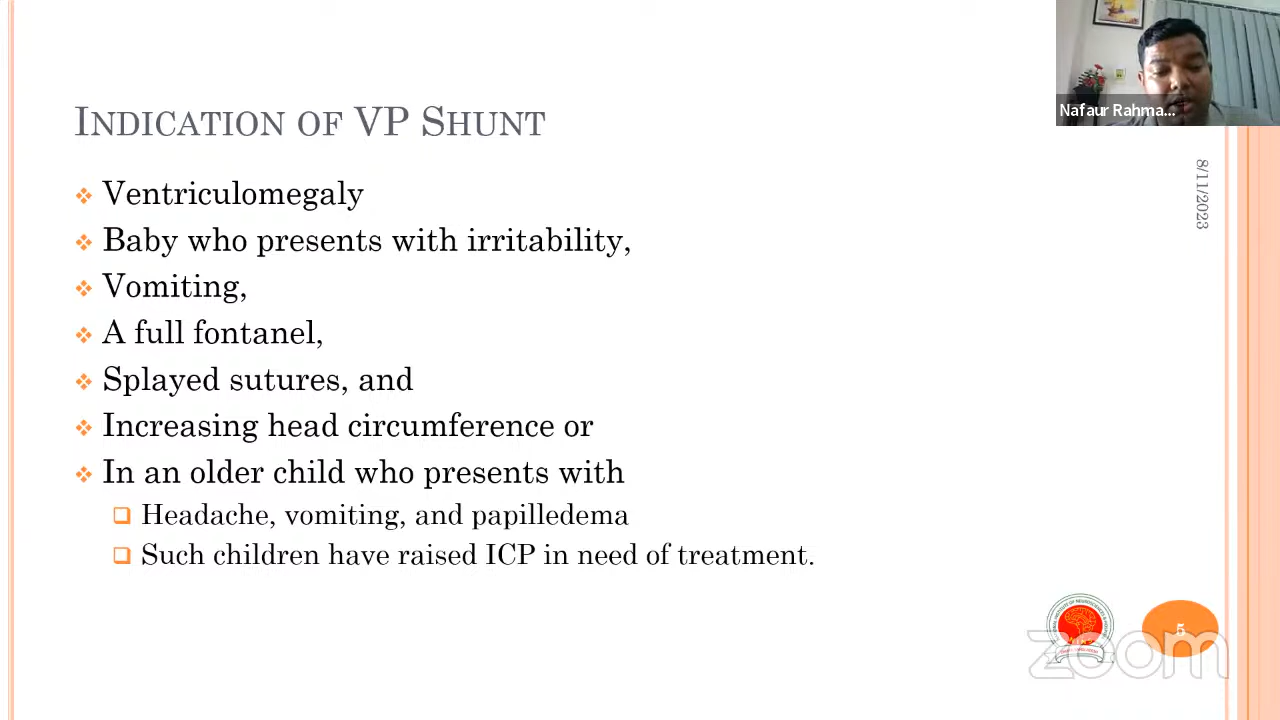 Nafaur Rahma...
INDICATION OF VP SHUNT
8/11/2023
Ventriculomegaly
Baby who presents with irritability,
Vomiting,
A full fontanel,
Splayed sutures, and
Increasing head circumference or
In an older child who presents with
Headache, vomiting, and papilledema
Such children have raised ICP in need of treatment.
5
zoom